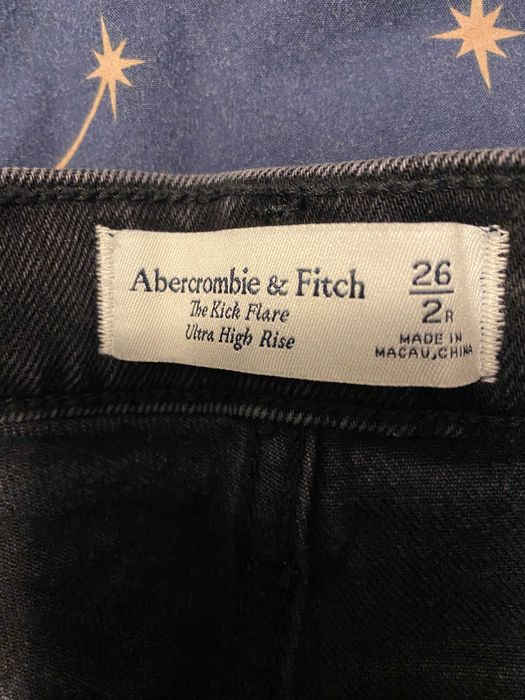 Abercrombie & Fitch
The Kick Flare
Ultra High Rise
26
2R
MADE IN
MACAU, CHINA